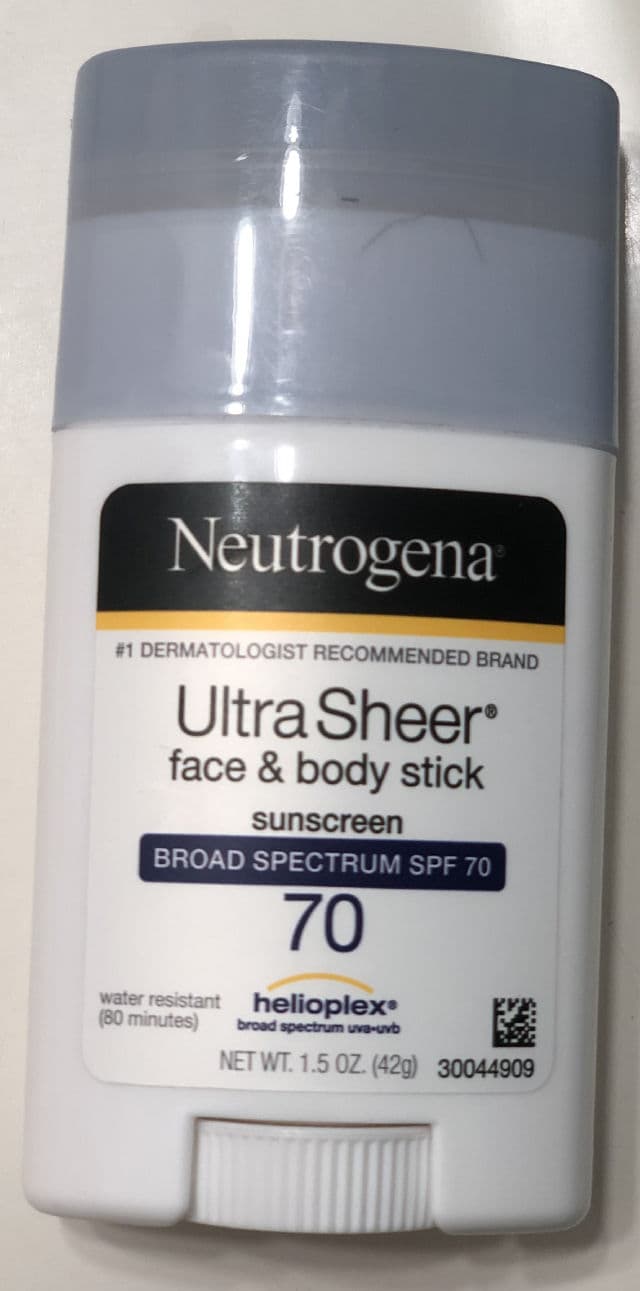 Neutrogena®
#1 DERMATOLOGIST RECOMMENDED BRAND
Ultra Sheer®
face & body stick
sunscreen
BROAD SPECTRUM SPF 70
70
water resistant
(80 minutes)
helioplex®
broad spectrum uva•uvb
NET WT. 1.5 OZ. (42g)
30044909